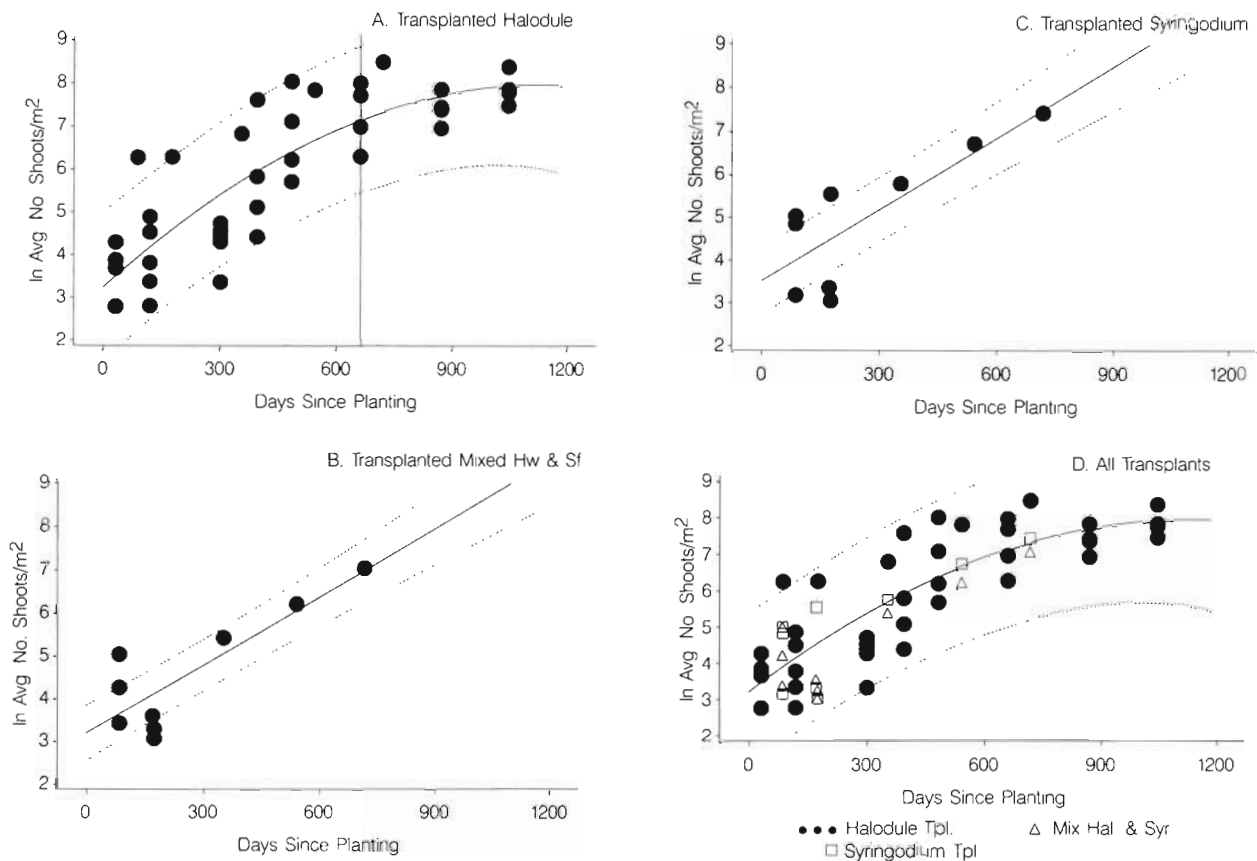 A. Transplanted Halodule
ln Avg No. Shoots/m²
9
8
7
6
5
4
3
2
0 300 600 900 1200
Days Since Planting
B. Transplanted Mixed Hw & Sf
ln Avg No. Shoots/m²
9
8
7
6
5
4
3
2
0 300 600 900 1200
Days Since Planting
C. Transplanted Syringodium
ln Avg. No. Shoots/m²
9
8
7
6
5
4
3
2
0 300 600 900 1200
Days Since Planting
D. All Transplants
ln Avg No Shoots/m²
9
8
7
6
5
4
3
2
0 300 600 900 1200
Days Since Planting
Halodule Tpl.
Mix Hal & Syr
Syringodium Tpl